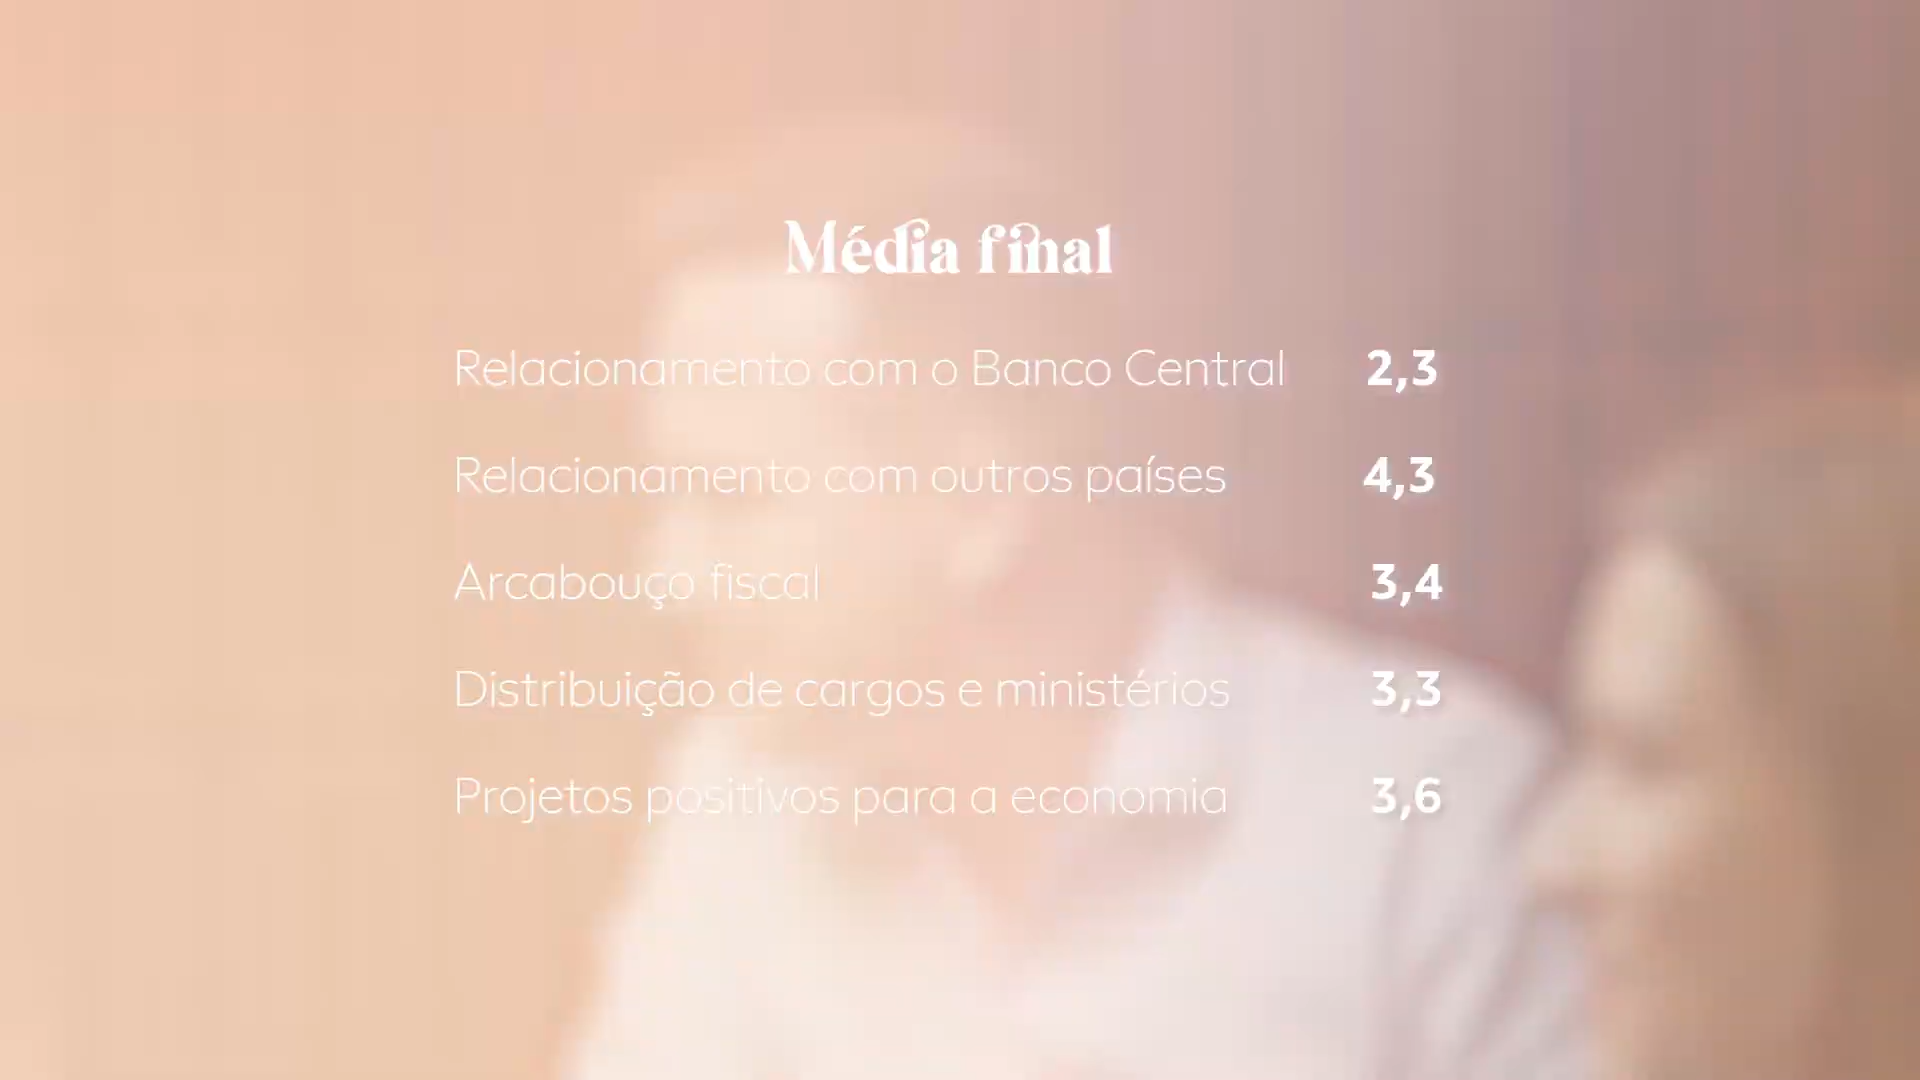 Média final
Relacionamento com o Banco Central 2,3
Relacionamento com outros países 4,3
Arcabouço fiscal 3,4
Distribuição de cargos e ministérios 3,3
Projetos positivos para a economia 3,6